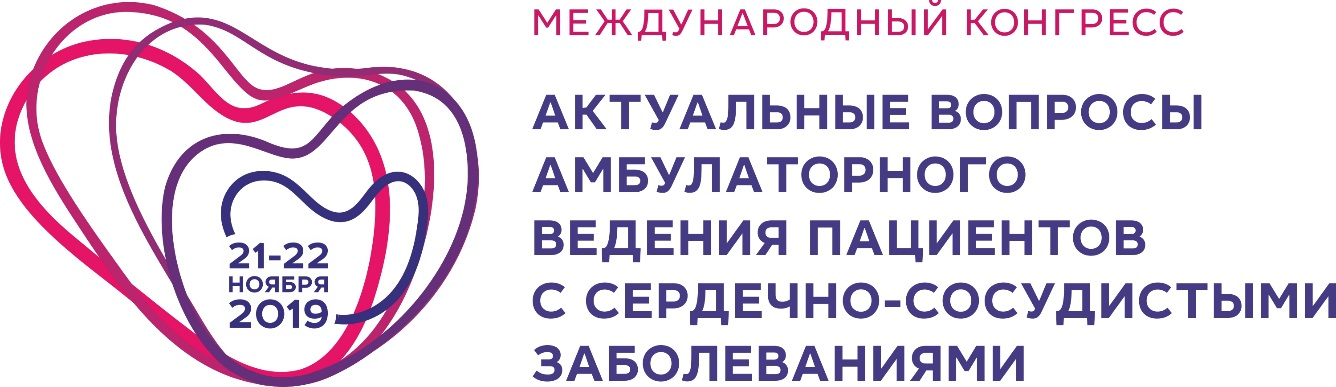 21-22
НОЯБРЯ
2019
МЕЖДУНАРОДНЫЙ КОНГРЕСС
АКТУАЛЬНЫЕ ВОПРОСЫ
АМБУЛАТОРНОГО
ВЕДЕНИЯ ПАЦИЕНТОВ
С СЕРДЕЧНО-СОСУДИСТЫМИ
ЗАБОЛЕВАНИЯМИ